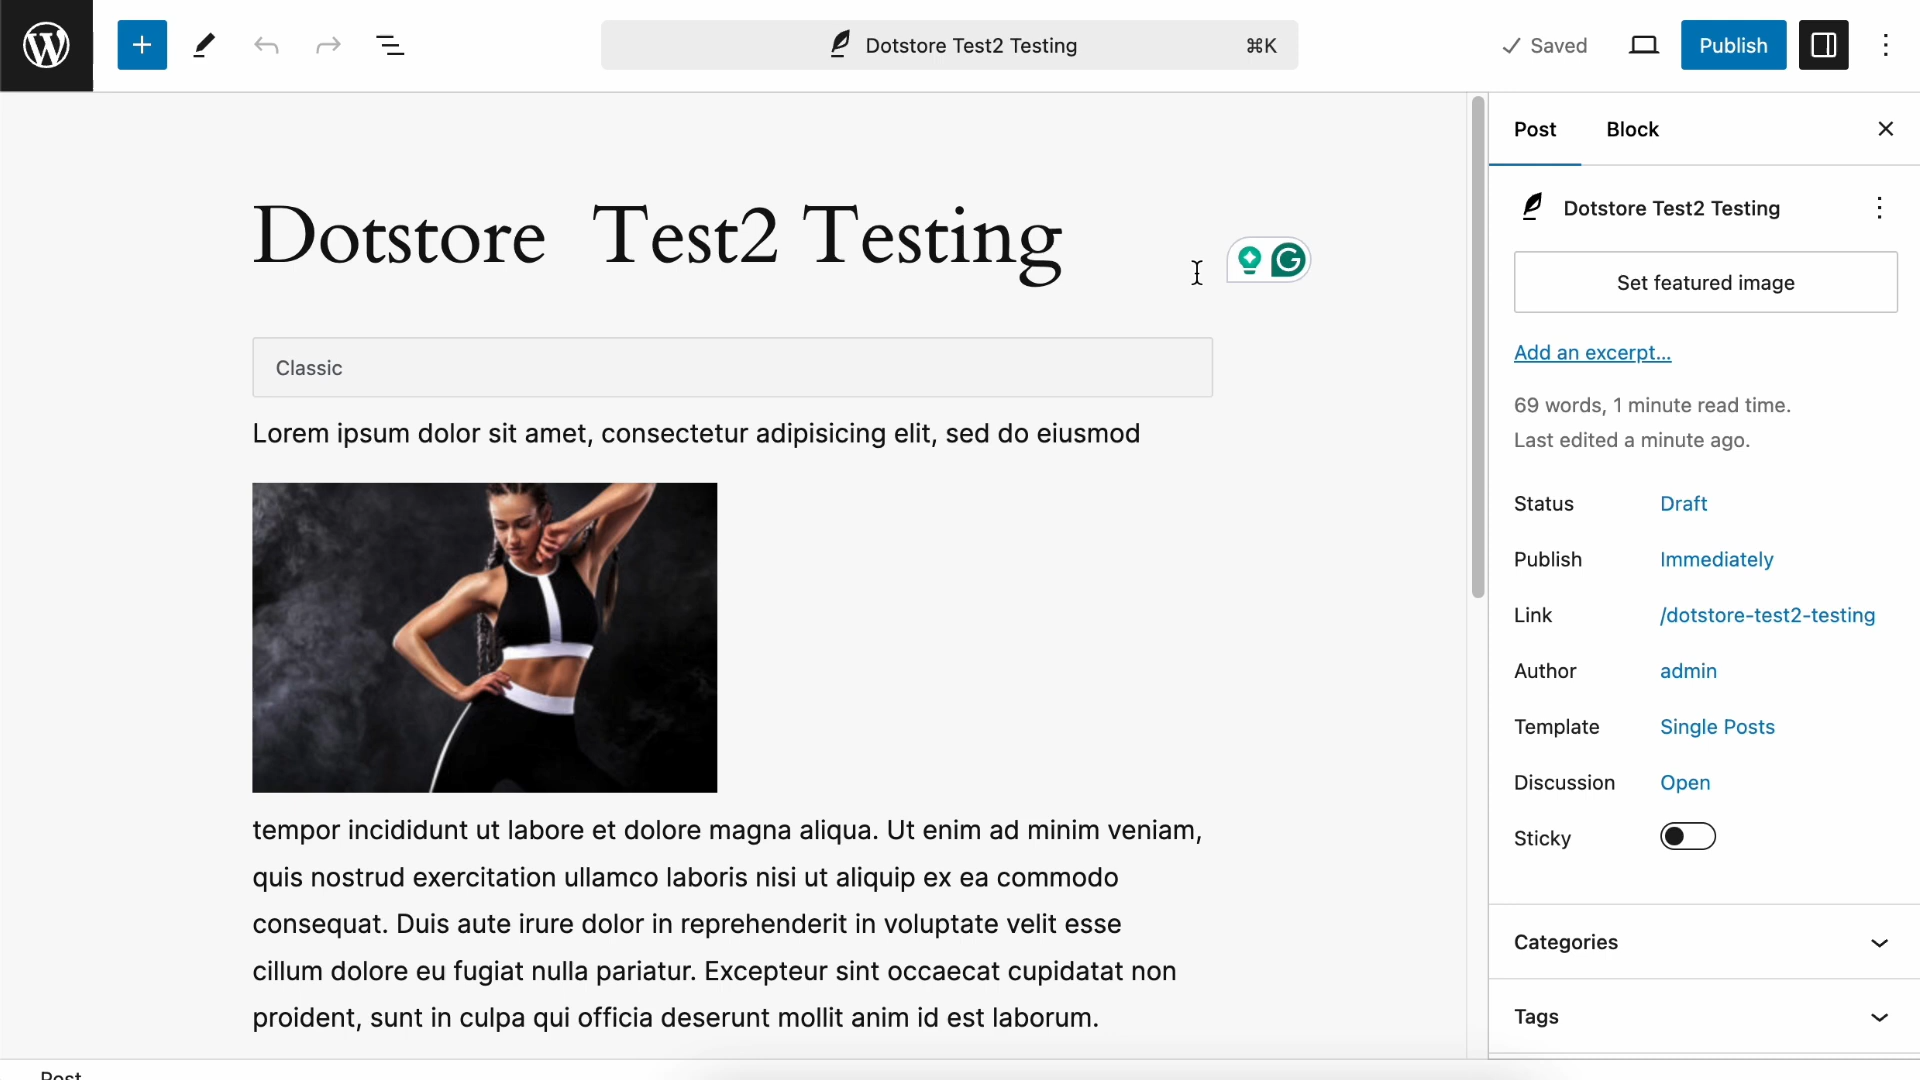 Dotstore Test2 Testing ⌘K
Saved
Publish
Post Block
Dotstore  Test2 Testing
Classic
Lorem ipsum dolor sit amet, consectetur adipisicing elit, sed do eiusmod
tempor incididunt ut labore et dolore magna aliqua. Ut enim ad minim veniam,
quis nostrud exercitation ullamco laboris nisi ut aliquip ex ea commodo
consequat. Duis aute irure dolor in reprehenderit in voluptate velit esse
cillum dolore eu fugiat nulla pariatur. Excepteur sint occaecat cupidatat non
proident, sunt in culpa qui officia deserunt mollit anim id est laborum.
Dotstore Test2 Testing
Set featured image
Add an excerpt...
69 words, 1 minute read time.
Last edited a minute ago.
Status Draft
Publish Immediately
Link /dotstore-test2-testing
Author admin
Template Single Posts
Discussion Open
Sticky
Categories
Tags
Post